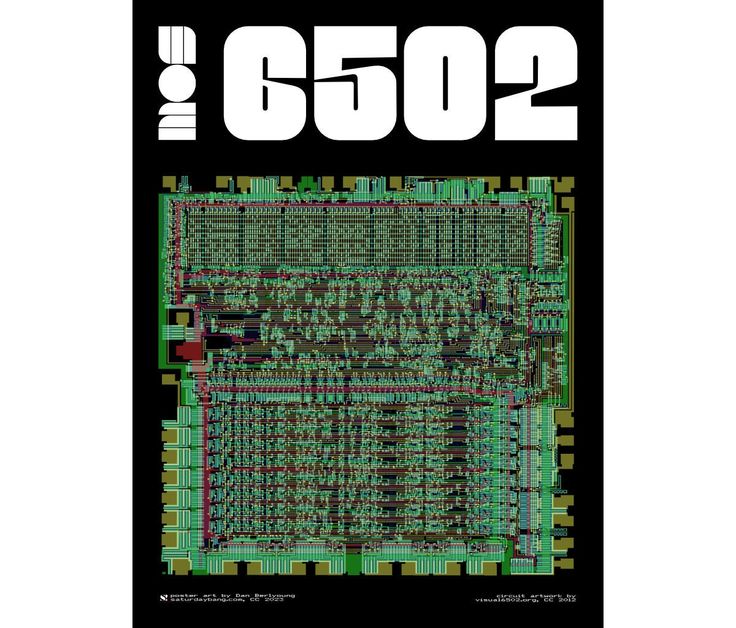 MOS
6502
poster art by Dan Berlyoung
saturdaybang.com, CC 2023
circuit artwork by
visual6502.org, CC 2012